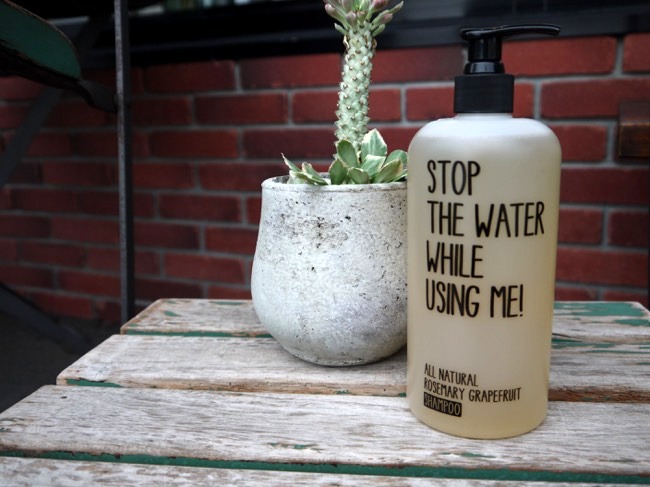 STOP
THE WATER
WHILE
USING ME!
ALL NATURAL
ROSEMARY GRAPEFRUIT
SHAMPOO